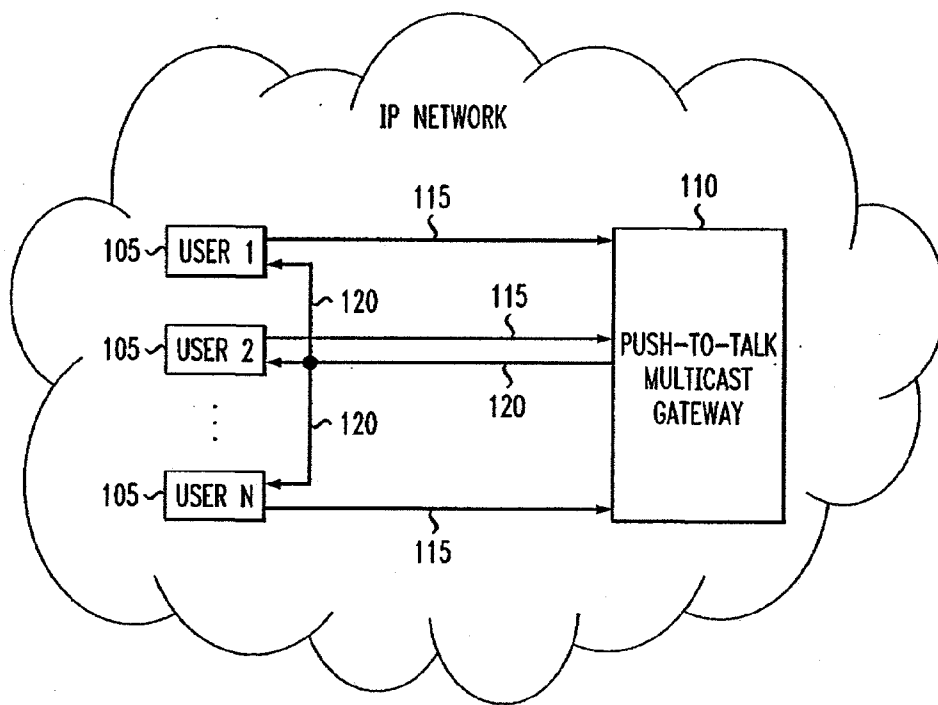 IP NETWORK
110
115
105
USER 1
120
115
105
USER 2
PUSH-TO-TALK
MULTICAST
GATEWAY
120
120
105
USER N
115